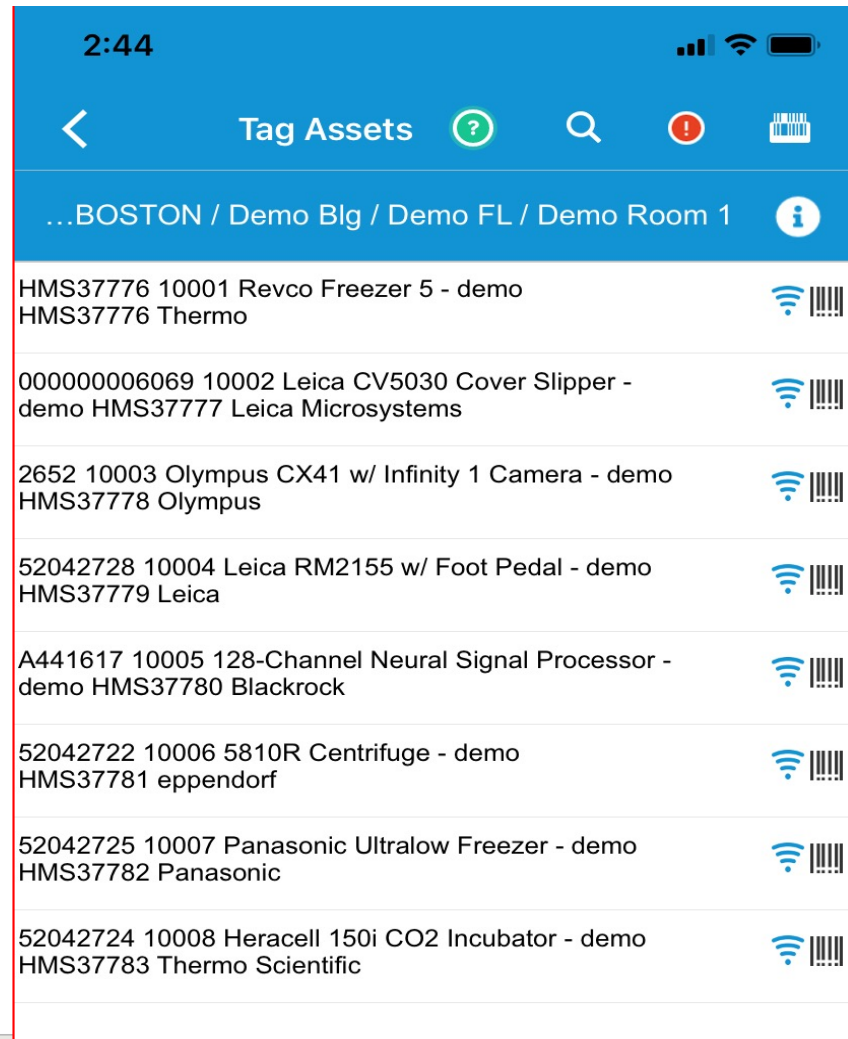 2:44
Tag Assets
...BOSTON / Demo Blg / Demo FL / Demo Room 1
HMS37776 10001 Revco Freezer 5 - demo
HMS37776 Thermo
000000006069 10002 Leica CV5030 Cover Slipper -
demo HMS37777 Leica Microsystems
2652 10003 Olympus CX41 w/ Infinity 1 Camera - demo
HMS37778 Olympus
52042728 10004 Leica RM2155 w/ Foot Pedal - demo
HMS37779 Leica
A441617 10005 128-Channel Neural Signal Processor -
demo HMS37780 Blackrock
52042722 10006 5810R Centrifuge - demo
HMS37781 eppendorf
52042725 10007 Panasonic Ultralow Freezer - demo
HMS37782 Panasonic
52042724 10008 Heracell 150i CO2 Incubator - demo
HMS37783 Thermo Scientific